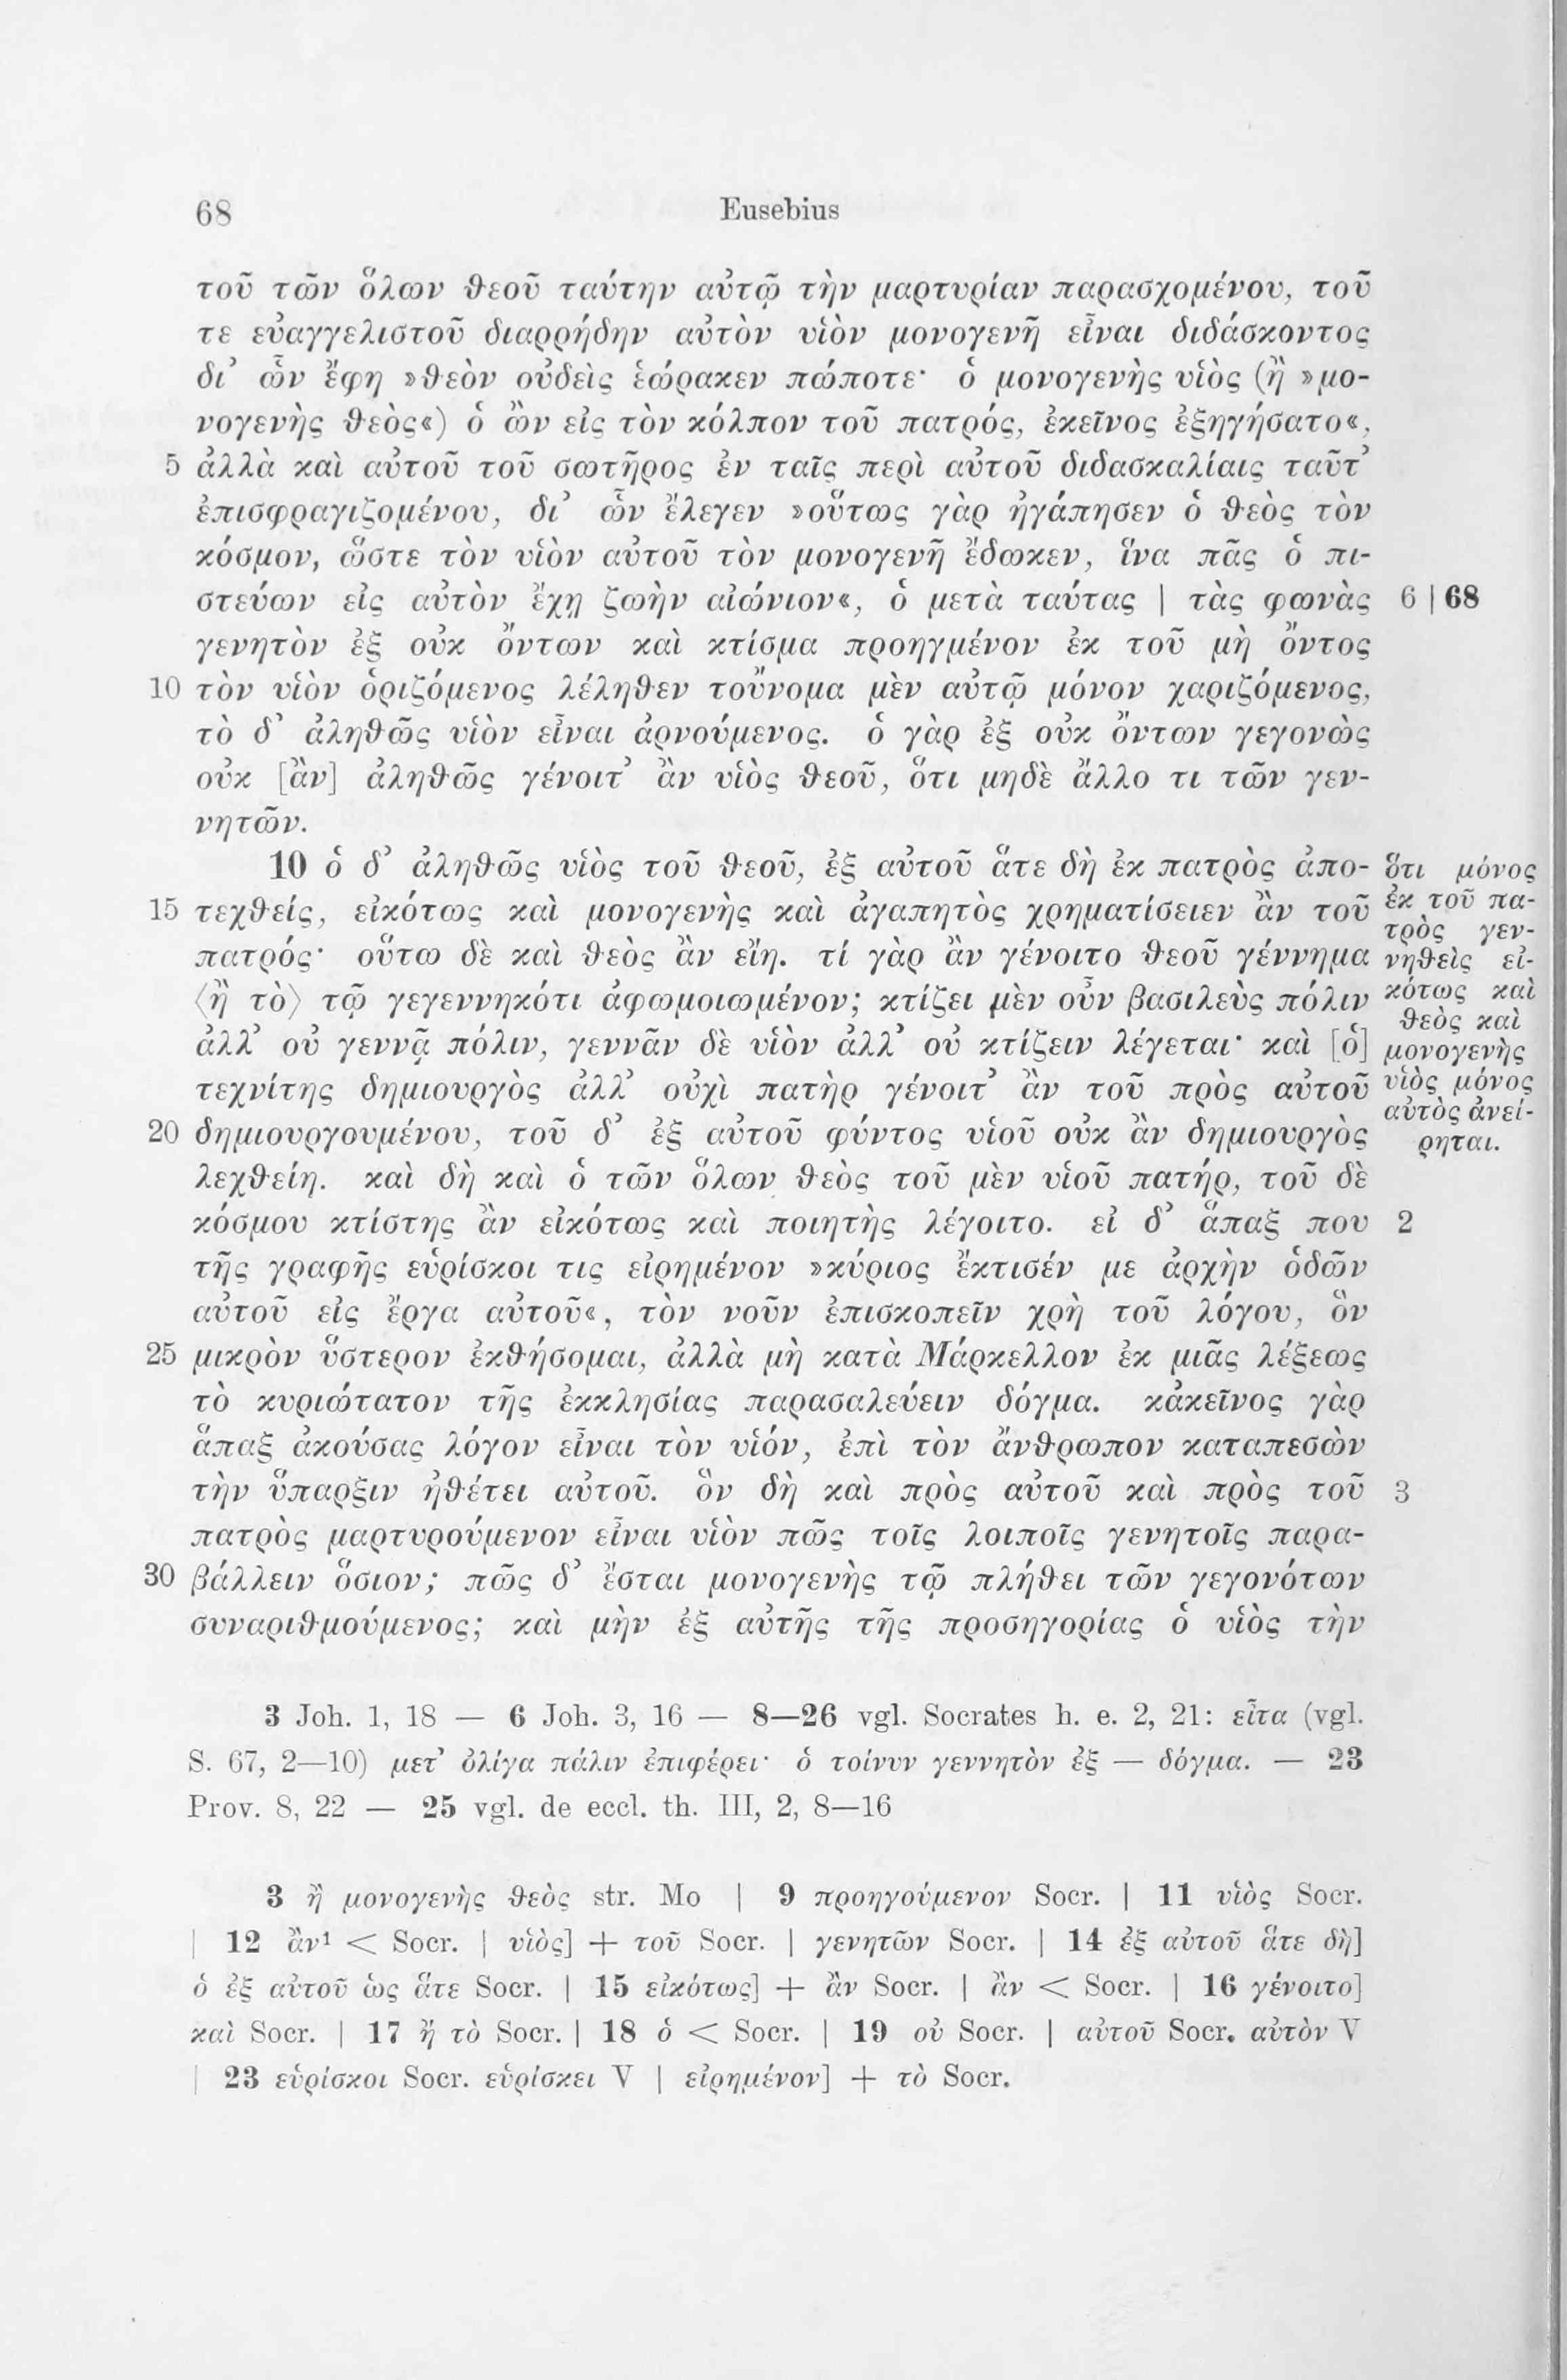 68 Eusebius
τοῦ τῶν ὅλων θεοῦ ταύτην αὐτῷ τὴν μαρτυρίαν παρασχομένου, τοῦ
τε εὐαγγελιστοῦ διαρρήδην αὐτὸν υἱὸν μονογενῆ εἶναι διδάσκοντος
δι’ ὧν ἔφη »θεὸν οὐδεὶς ἑώρακεν πώποτε· ὁ μονογενὴς υἱὸς (ἢ »μο-
νογενὴς θεὸς«) ὁ ὢν εἰς τὸν κόλπον τοῦ πατρός, ἐκεῖνος ἐξηγήσατο«,
5 ἀλλὰ καὶ αὐτοῦ τοῦ σωτῆρος ἐν ταῖς περὶ αὐτοῦ διδασκαλίαις ταῦτ’
ἐπισφραγιζομένου, δι’ ὧν ἔλεγεν »οὕτως γὰρ ἠγάπησεν ὁ θεὸς τὸν
κόσμον, ὥστε τὸν υἱὸν αὐτοῦ τὸν μονογενῆ ἔδωκεν, ἵνα πᾶς ὁ πι-
στεύων εἰς αὐτὸν ἔχῃ ζωὴν αἰώνιον«, ὁ μετὰ ταύτας | τὰς φωνὰς 6 | 68
γενητὸν ἐξ οὐκ ὄντων καὶ κτίσμα προηγμένον ἐκ τοῦ μὴ ὄντος
10 τὸν υἱὸν ὁριζόμενος λέληθεν τοὔνομα μὲν αὐτῷ μόνον χαριζόμενος,
τὸ δ’ ἀληθῶς υἱὸν εἶναι ἀρνούμενος. ὁ γὰρ ἐξ οὐκ ὄντων γεγονὼς
οὐκ [ἂν] ἀληθῶς γένοιτ’ ἂν υἱὸς θεοῦ, ὅτι μηδὲ ἄλλο τι τῶν γεν-
νητῶν.
10 ὁ δ’ ἀληθῶς υἱὸς τοῦ θεοῦ, ἐξ αὐτοῦ ἅτε δὴ ἐκ πατρὸς ἀπο-
15 τεχθείς, εἰκότως καὶ μονογενὴς καὶ ἀγαπητὸς χρηματίσειεν ἂν τοῦ
πατρός· οὕτω δὲ καὶ θεὸς ἂν εἴη. τί γὰρ ἂν γένοιτο θεοῦ γέννημα
⟨ἢ τὸ⟩ τῷ γεγεννηκότι ἀφωμοιωμένον; κτίζει μὲν οὖν βασιλεὺς πόλιν
ἀλλ’ οὐ γεννᾷ πόλιν, γεννᾶν δὲ υἱὸν ἀλλ’ οὐ κτίζειν λέγεται· καὶ [ὁ]
τεχνίτης δημιουργὸς ἀλλ’ οὐχὶ πατὴρ γένοιτ’ ἂν τοῦ πρὸς αὐτοῦ
20 δημιουργουμένου, τοῦ δ’ ἐξ αὐτοῦ φύντος υἱοῦ οὐκ ἂν δημιουργὸς
λεχθείη. καὶ δὴ καὶ ὁ τῶν ὅλων θεὸς τοῦ μὲν υἱοῦ πατήρ, τοῦ δὲ
κόσμου κτίστης ἂν εἰκότως καὶ ποιητὴς λέγοιτο. εἰ δ’ ἅπαξ που 2
τῆς γραφῆς εὑρίσκοι τις εἰρημένον »κύριος ἔκτισέν με ἀρχὴν ὁδῶν
αὐτοῦ εἰς ἔργα αὐτοῦ«, τὸν νοῦν ἐπισκοπεῖν χρὴ τοῦ λόγου, ὃν
25 μικρὸν ὕστερον ἐκθήσομαι, ἀλλὰ μὴ κατὰ Μάρκελλον ἐκ μιᾶς λέξεως
τὸ κυριώτατον τῆς ἐκκλησίας παρασαλεύειν δόγμα. κἀκεῖνος γὰρ
ἅπαξ ἀκούσας λόγον εἶναι τὸν υἱόν, ἐπὶ τὸν ἄνθρωπον καταπεσὼν
τὴν ὕπαρξιν ἠθέτει αὐτοῦ. ὃν δὴ καὶ πρὸς αὐτοῦ καὶ πρὸς τοῦ 3
πατρὸς μαρτυρούμενον εἶναι υἱὸν πῶς τοῖς λοιποῖς γενητοῖς παρα-
30 βάλλειν ὅσιον; πῶς δ’ ἔσται μονογενὴς τῷ πλήθει τῶν γεγονότων
συναριθμούμενος; καὶ μὴν ἐξ αὐτῆς τῆς προσηγορίας ὁ υἱὸς τὴν
ὅτι μόνος
ἐκ τοῦ πα-
τρὸς γεν-
νηθεὶς εἰ-
κότως καὶ
θεὸς καὶ
μονογενὴς
υἱὸς μόνος
αὐτὸς ἀνεί-
ρηται.
3 Joh. 1, 18 — 6 Joh. 3, 16 — 8—26 vgl. Socrates h. e. 2, 21: εἶτα (vgl.
S. 67, 2—10) μετ’ ὀλίγα πάλιν ἐπιφέρει· ὁ τοίνυν γεννητὸν ἐξ — δόγμα. — 23
Prov. 8, 22 — 25 vgl. de eccl. th. III, 2, 8—16
3 ἢ μονογενὴς θεὸς str. Mo | 9 προηγούμενον Socr. | 11 υἱὸς Socr.
| 12 ἂν¹ < Socr. | υἱὸς] + τοῦ Socr. | γενητῶν Socr. | 14 ἐξ αὐτοῦ ἅτε δὴ]
ὁ ἐξ αὐτοῦ ὡς ἅτε Socr. | 15 εἰκότως] + ἂν Socr. | ἂν < Socr. | 16 γένοιτο]
καὶ Socr. | 17 ἢ τὸ Socr. | 18 ὁ < Socr. | 19 οὐ Socr. | αὐτοῦ Socr. αὐτὸν V
| 23 εὑρίσκοι Socr. εὑρίσκει V | εἰρημένον] + τὸ Socr.